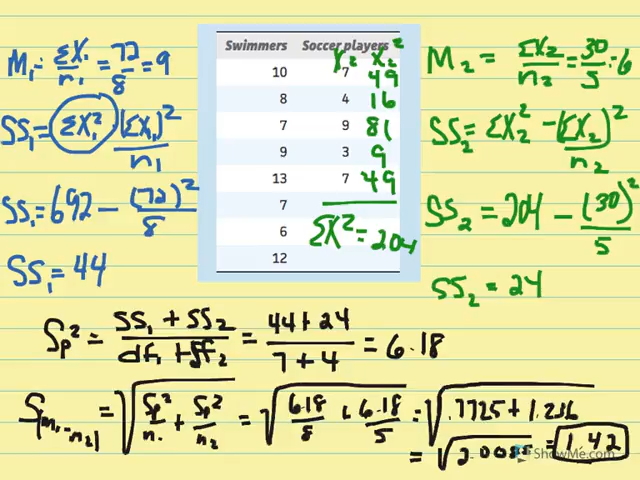 M₁ = ΣX₁/n₁ = 72/8 = 9
SS₁ = ΣX₁² (ΣX₁)²/n₁
SS₁ = 692 - (72)²/8
SS₁ = 44
Swimmers Soccer players
X₂ X₂²
10 7 49
8 4 16
7 9 81
9 3 9
13 7 49
7
6 ΣX² = 204
12
M₂ = ΣX₂/n₂ = 30/5 = 6
SS₂ = ΣX₂² - (ΣX₂)²/n₂
SS₂ = 204 - (30)²/5
SS₂ = 24
Sp² = SS₁ + SS₂/df₁ + df₂ = 44 + 24/7 + 4 = 6.18
S(M₁ - M₂) = √Sp²/n₁ + Sp²/n₂ = √6.18/8 + 6.18/5 = √.7725 + 1.236
= √2.0085 = 1.42
ShowMe.com